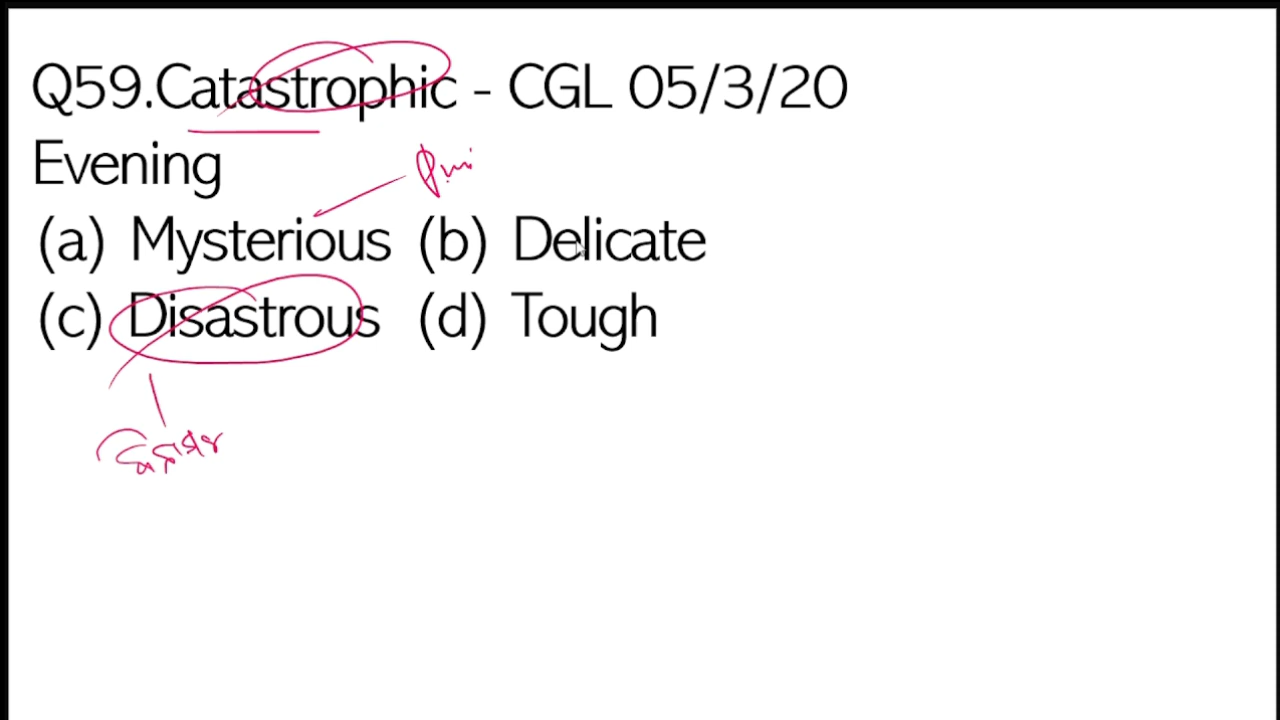 Q59.Catastrophic - CGL 05/3/20
Evening
(a) Mysterious (b) Delicate
(c) Disastrous (d) Tough